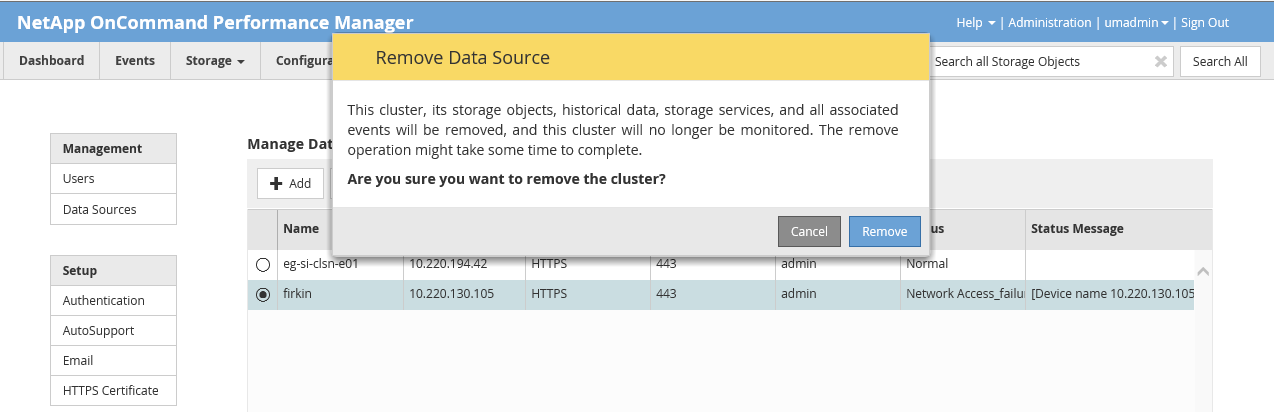 NetApp OnCommand Performance Manager
Help | Administration | umadmin | Sign Out
Dashboard Events Storage
Search all Storage Objects
Search All
Remove Data Source
This cluster, its storage objects, historical data, storage services, and all associated
events will be removed, and this cluster will no longer be monitored. The remove
operation might take some time to complete.
Are you sure you want to remove the cluster?
Cancel Remove
Management
Users
Data Sources
Setup
Authentication
AutoSupport
Email
HTTPS Certificate
Manage
Add
Name Status Message
eg-si-clsn-e01 10.220.194.42 HTTPS 443 admin Normal
firkin 10.220.130.105 HTTPS 443 admin Network Access_failu [Device name 10.220.130.105